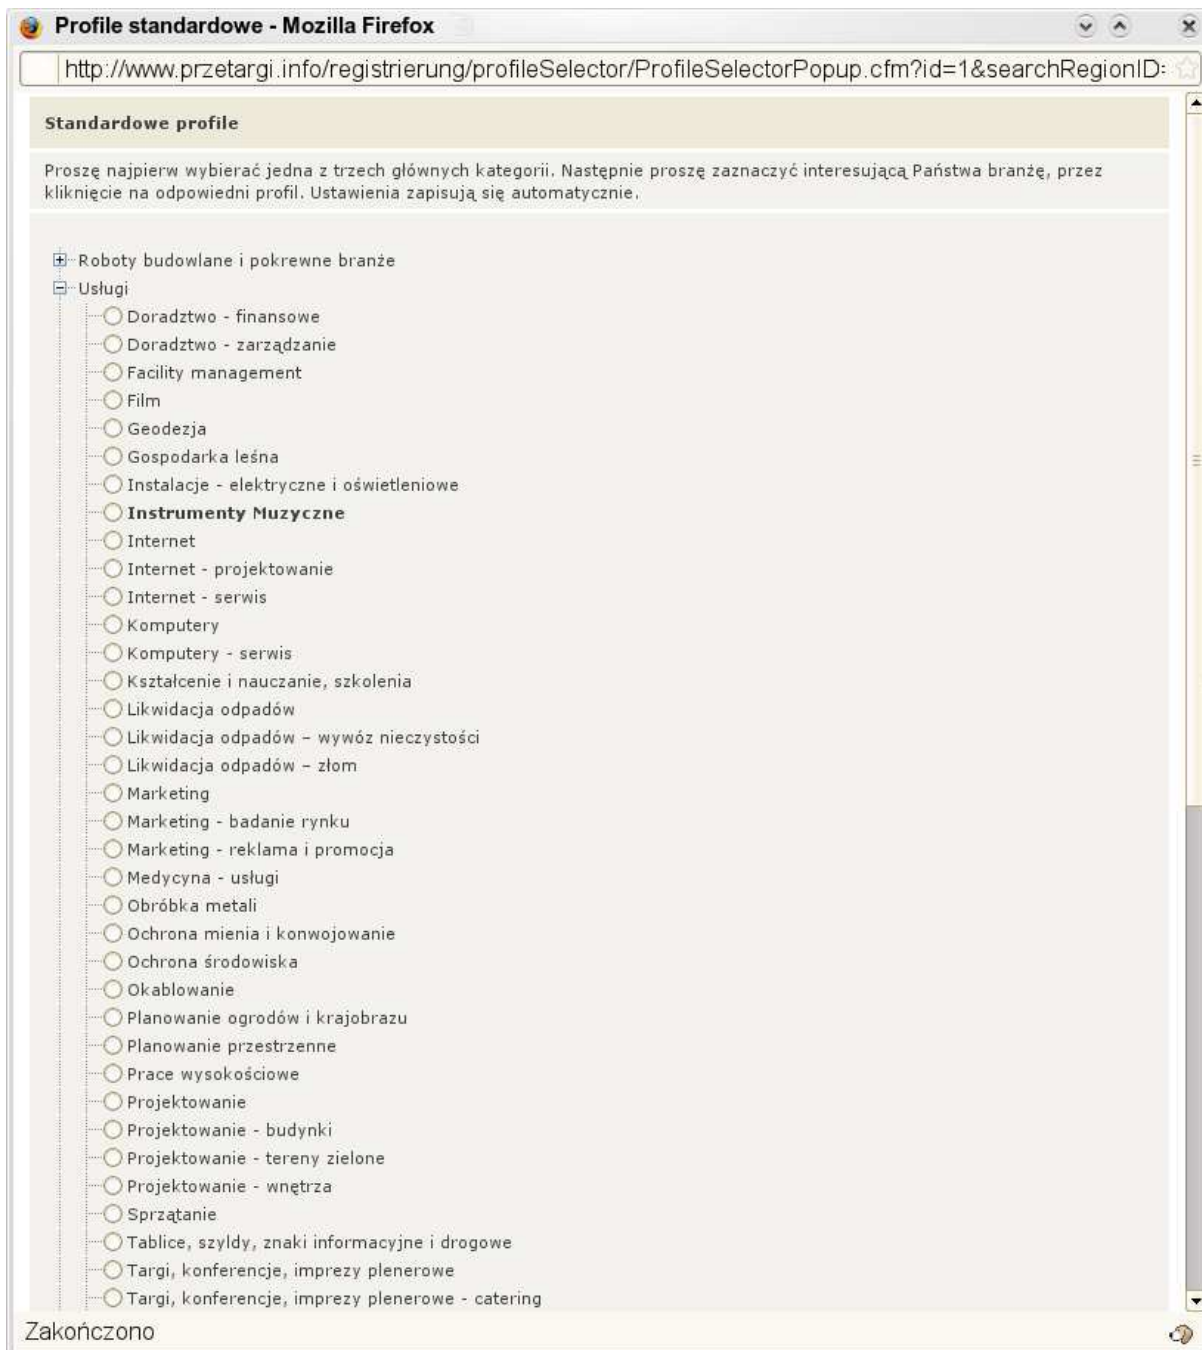 Profile standardowe - Mozilla Firefox
http://www.przetargi.info/registrierung/profileSelector/ProfileSelectorPopup.cfm?id=1&searchRegionID=
Standardowe profile
Proszę najpierw wybierać jedna z trzech głównych kategorii. Następnie proszę zaznaczyć interesującą Państwa branżę, przez
kliknięcie na odpowiedni profil. Ustawienia zapisują się automatycznie.
Roboty budowlane i pokrewne branże
Usługi
Doradztwo - finansowe
Doradztwo - zarządzanie
Facility management
Film
Geodezja
Gospodarka leśna
Instalacje - elektryczne i oświetleniowe
Instrumenty Muzyczne
Internet
Internet - projektowanie
Internet - serwis
Komputery
Komputery - serwis
Kształcenie i nauczanie, szkolenia
Likwidacja odpadów
Likwidacja odpadów – wywóz nieczystości
Likwidacja odpadów – złom
Marketing
Marketing - badanie rynku
Marketing - reklama i promocja
Medycyna - usługi
Obróbka metali
Ochrona mienia i konwojowanie
Ochrona środowiska
Okablowanie
Planowanie ogrodów i krajobrazu
Planowanie przestrzenne
Prace wysokościowe
Projektowanie
Projektowanie - budynki
Projektowanie - tereny zielone
Projektowanie - wnętrza
Sprzątanie
Tablice, szyldy, znaki informacyjne i drogowe
Targi, konferencje, imprezy plenerowe
Targi, konferencje, imprezy plenerowe - catering
Zakończono